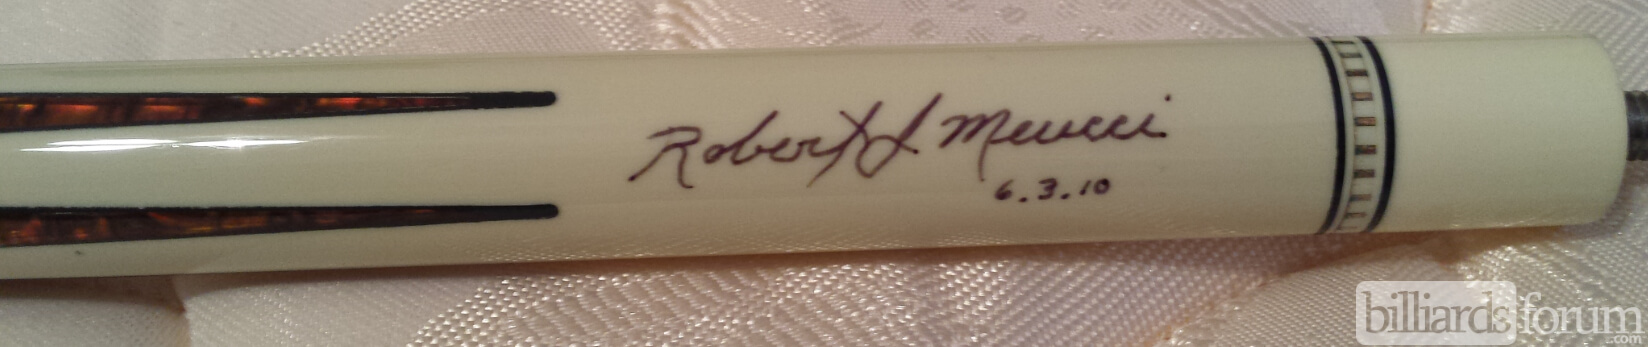 Robert L Meucci
6.3.10
billiardsforum
.com